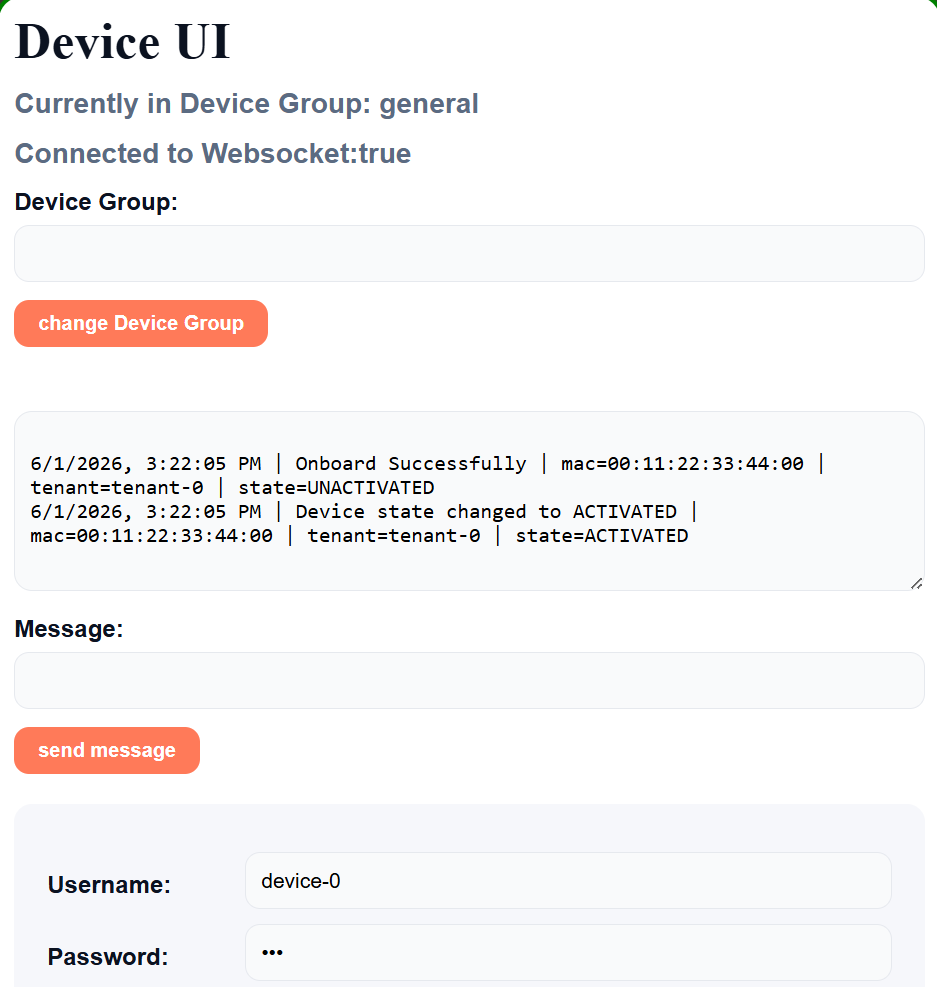 Device UI
Currently in Device Group: general
Connected to Websocket:true
Device Group:
change Device Group
6/1/2026, 3:22:05 PM | Onboard Successfully | mac=00:11:22:33:44:00 |
tenant=tenant-0 | state=UNACTIVATED
6/1/2026, 3:22:05 PM | Device state changed to ACTIVATED |
mac=00:11:22:33:44:00 | tenant=tenant-0 | state=ACTIVATED
Message:
send message
Username:
device-0
Password:
•••